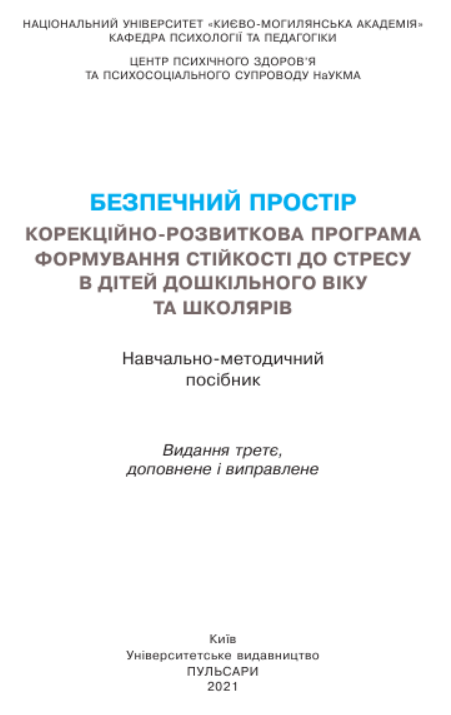 НАЦІОНАЛЬНИЙ УНІВЕРСИТЕТ «КИЄВО-МОГИЛЯНСЬКА АКАДЕМІЯ»
КАФЕДРА ПСИХОЛОГІЇ ТА ПЕДАГОГІКИ
ЦЕНТР ПСИХІЧНОГО ЗДОРОВ'Я
ТА ПСИХОСОЦІАЛЬНОГО СУПРОВОДУ НаУКМА
БЕЗПЕЧНИЙ ПРОСТІР
КОРЕКЦІЙНО-РОЗВИТКОВА ПРОГРАМА
ФОРМУВАННЯ СТІЙКОСТІ ДО СТРЕСУ
В ДІТЕЙ ДОШКІЛЬНОГО ВІКУ
ТА ШКОЛЯРІВ
Навчально-методичний
посібник
Видання третє,
доповнене і виправлене
Київ
Університетське видавництво
ПУЛЬСАРИ
2021